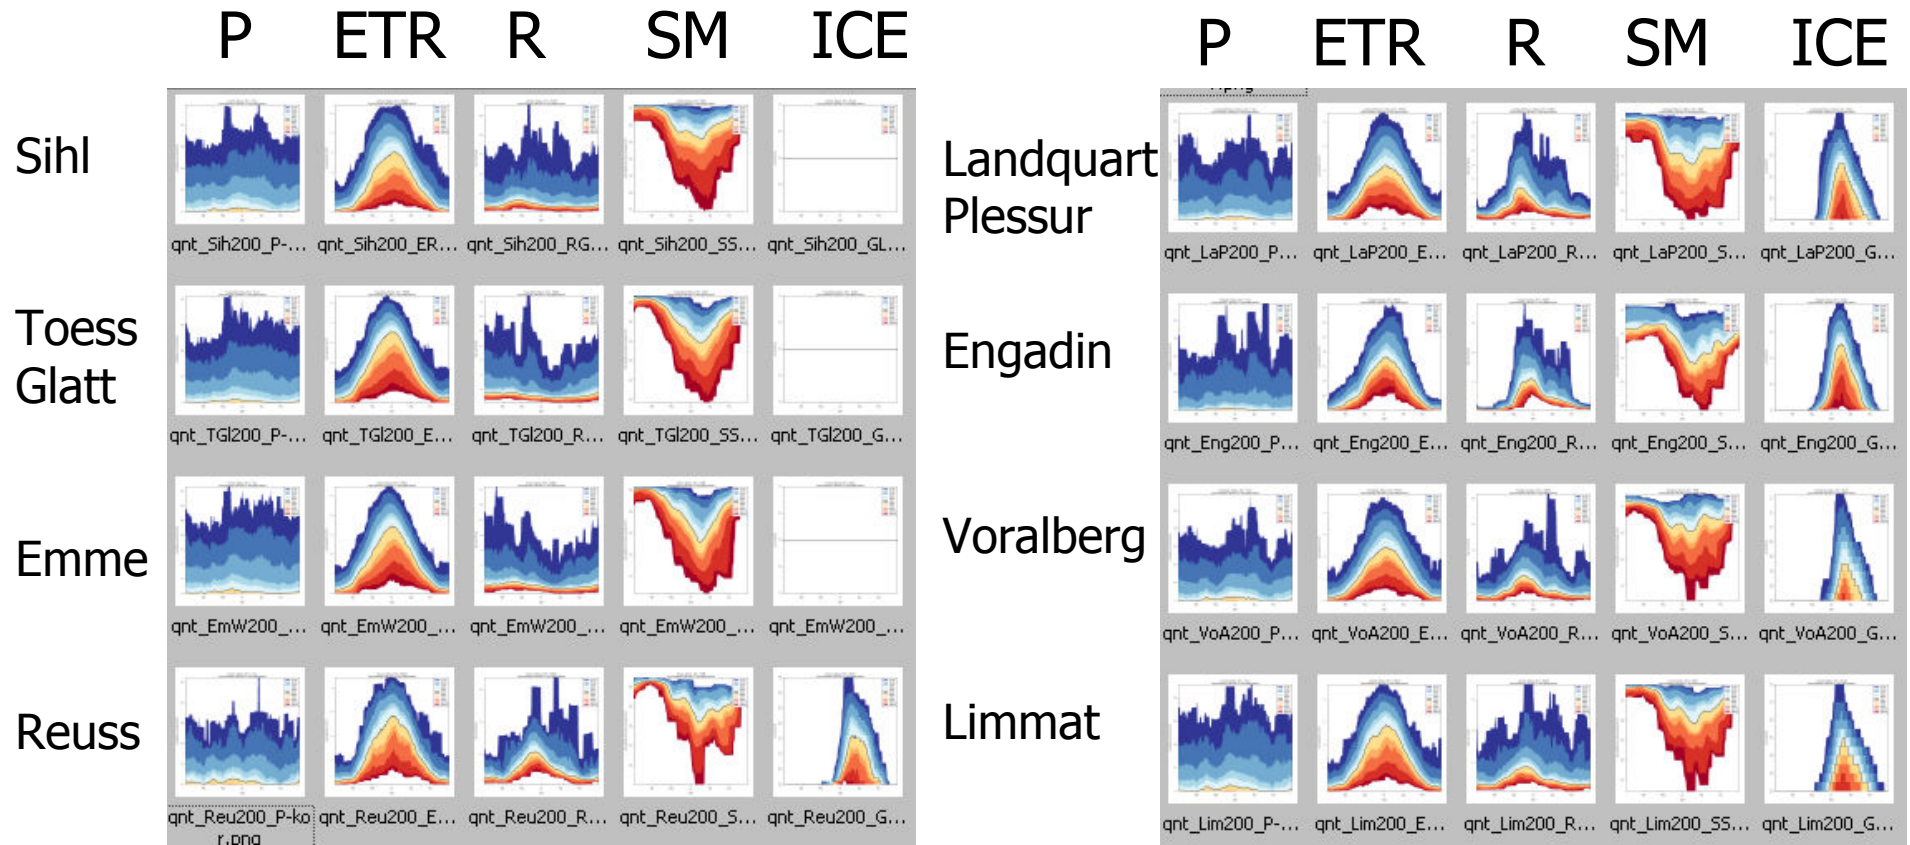 P ETR R SM ICE
Sihl
qnt_Sih200_P-... qnt_Sih200_ER... qnt_Sih200_RG... qnt_Sih200_SS... qnt_Sih200_GL...
Toess
Glatt
qnt_TGl200_P-... qnt_TGl200_E... qnt_TGl200_R... qnt_TGl200_SS... qnt_TGl200_G...
Emme
qnt_EmW200_... qnt_EmW200_... qnt_EmW200_... qnt_EmW200_... qnt_EmW200_...
Reuss
qnt_Reu200_P-ko
r.png
qnt_Reu200_E... qnt_Reu200_R... qnt_Reu200_S... qnt_Reu200_G...
P ETR R SM ICE
Landquart
Plessur
qnt_LaP200_P... qnt_LaP200_E... qnt_LaP200_R... qnt_LaP200_S... qnt_LaP200_G...
Engadin
qnt_Eng200_P... qnt_Eng200_E... qnt_Eng200_R... qnt_Eng200_S... qnt_Eng200_G...
Voralberg
qnt_VoA200_P... qnt_VoA200_E... qnt_VoA200_R... qnt_VoA200_S... qnt_VoA200_G...
Limmat
qnt_Lim200_P-... qnt_Lim200_E... qnt_Lim200_R... qnt_Lim200_SS... qnt_Lim200_G...